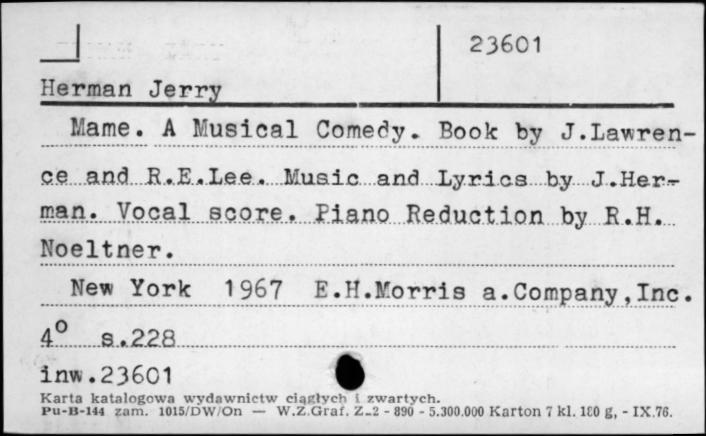 23601
Herman Jerry
Mame. A Musical Comedy. Book by J.Lawren-
ce and R.E.Lee. Music and Lyrics by J.Her-
man. Vocal score. Piano Reduction by R.H.
Noeltner.
New York 1967 E.H.Morris a.Company,Inc.
4° s.228
inw.23601
Karta katalogowa wydawnictw ciągłych i zwartych.
Pu-B-144 zam. 1015/DW/On — W.Z.Graf. Z-2 - 890 - 5.300.000 Karton 7 kl. 180 g, - IX.76.